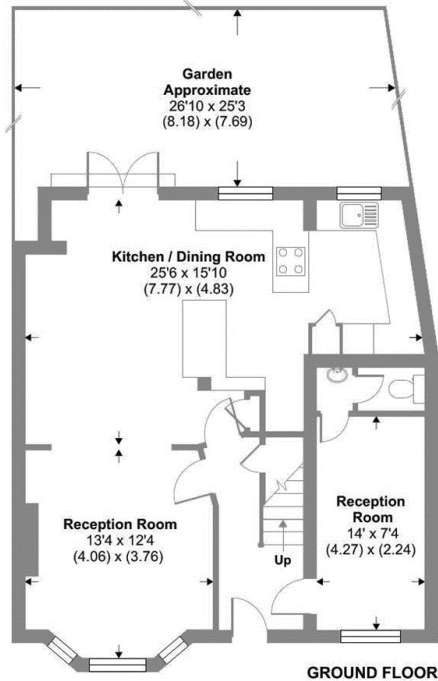 Garden
Approximate
26'10 x 25'3
(8.18) x (7.69)
Kitchen / Dining Room
25'6 x 15'10
(7.77) x (4.83)
Reception Room
13'4 x 12'4
(4.06) x (3.76)
Reception
Room
14' x 7'4
(4.27) x (2.24)
Up
GROUND FLOOR